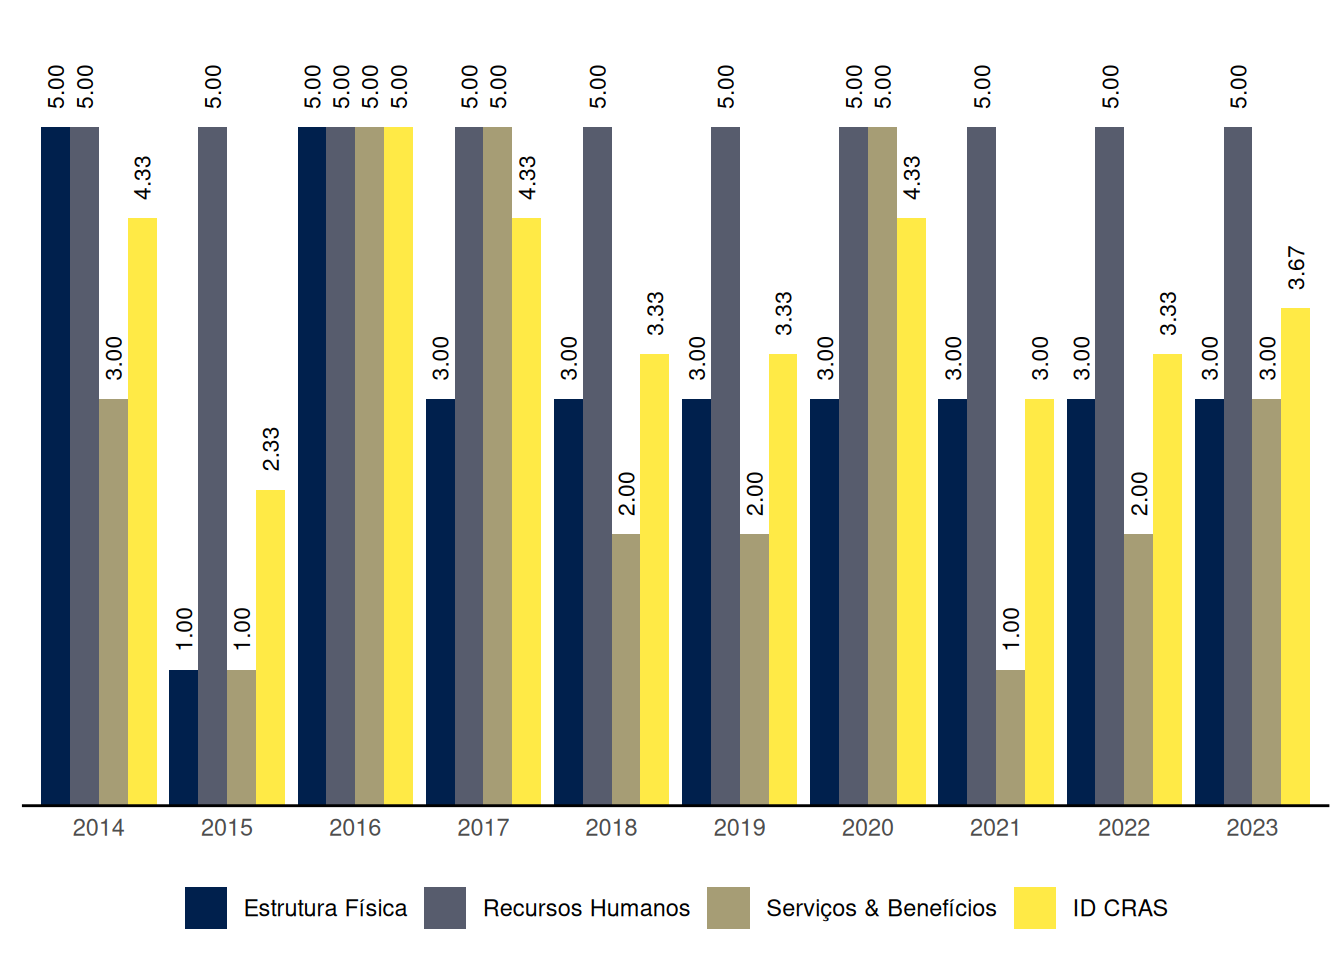 5.00 5.00 3.00 4.33
1.00 5.00 1.00 2.33
5.00 5.00 5.00 5.00
3.00 5.00 5.00 4.33
3.00 5.00 2.00 3.33
3.00 5.00 2.00 3.33
3.00 5.00 5.00 4.33
3.00 5.00 1.00 3.00
3.00 5.00 2.00 3.33
3.00 5.00 3.00 3.67
2014 2015 2016 2017 2018 2019 2020 2021 2022 2023
Estrutura Física Recursos Humanos Serviços & Benefícios ID CRAS